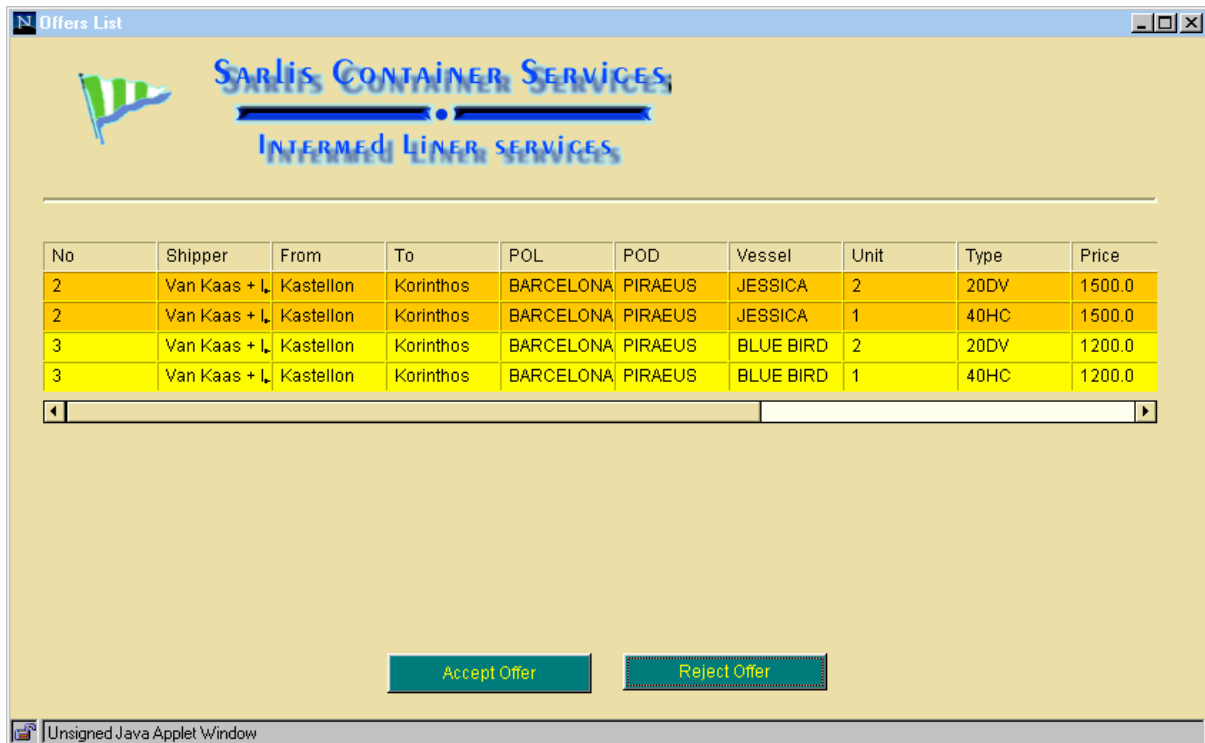 Offers List
Sarlis Container Services
Intermed Liner services
No Shipper From To POL POD Vessel Unit Type Price
2 Van Kaas + Kastellon Korinthos BARCELONA PIRAEUS JESSICA 2 20DV 1500.0
2 Van Kaas + Kastellon Korinthos BARCELONA PIRAEUS JESSICA 1 40HC 1500.0
3 Van Kaas + Kastellon Korinthos BARCELONA PIRAEUS BLUE BIRD 2 20DV 1200.0
3 Van Kaas + Kastellon Korinthos BARCELONA PIRAEUS BLUE BIRD 1 40HC 1200.0
Accept Offer Reject Offer
Unsigned Java Applet Window